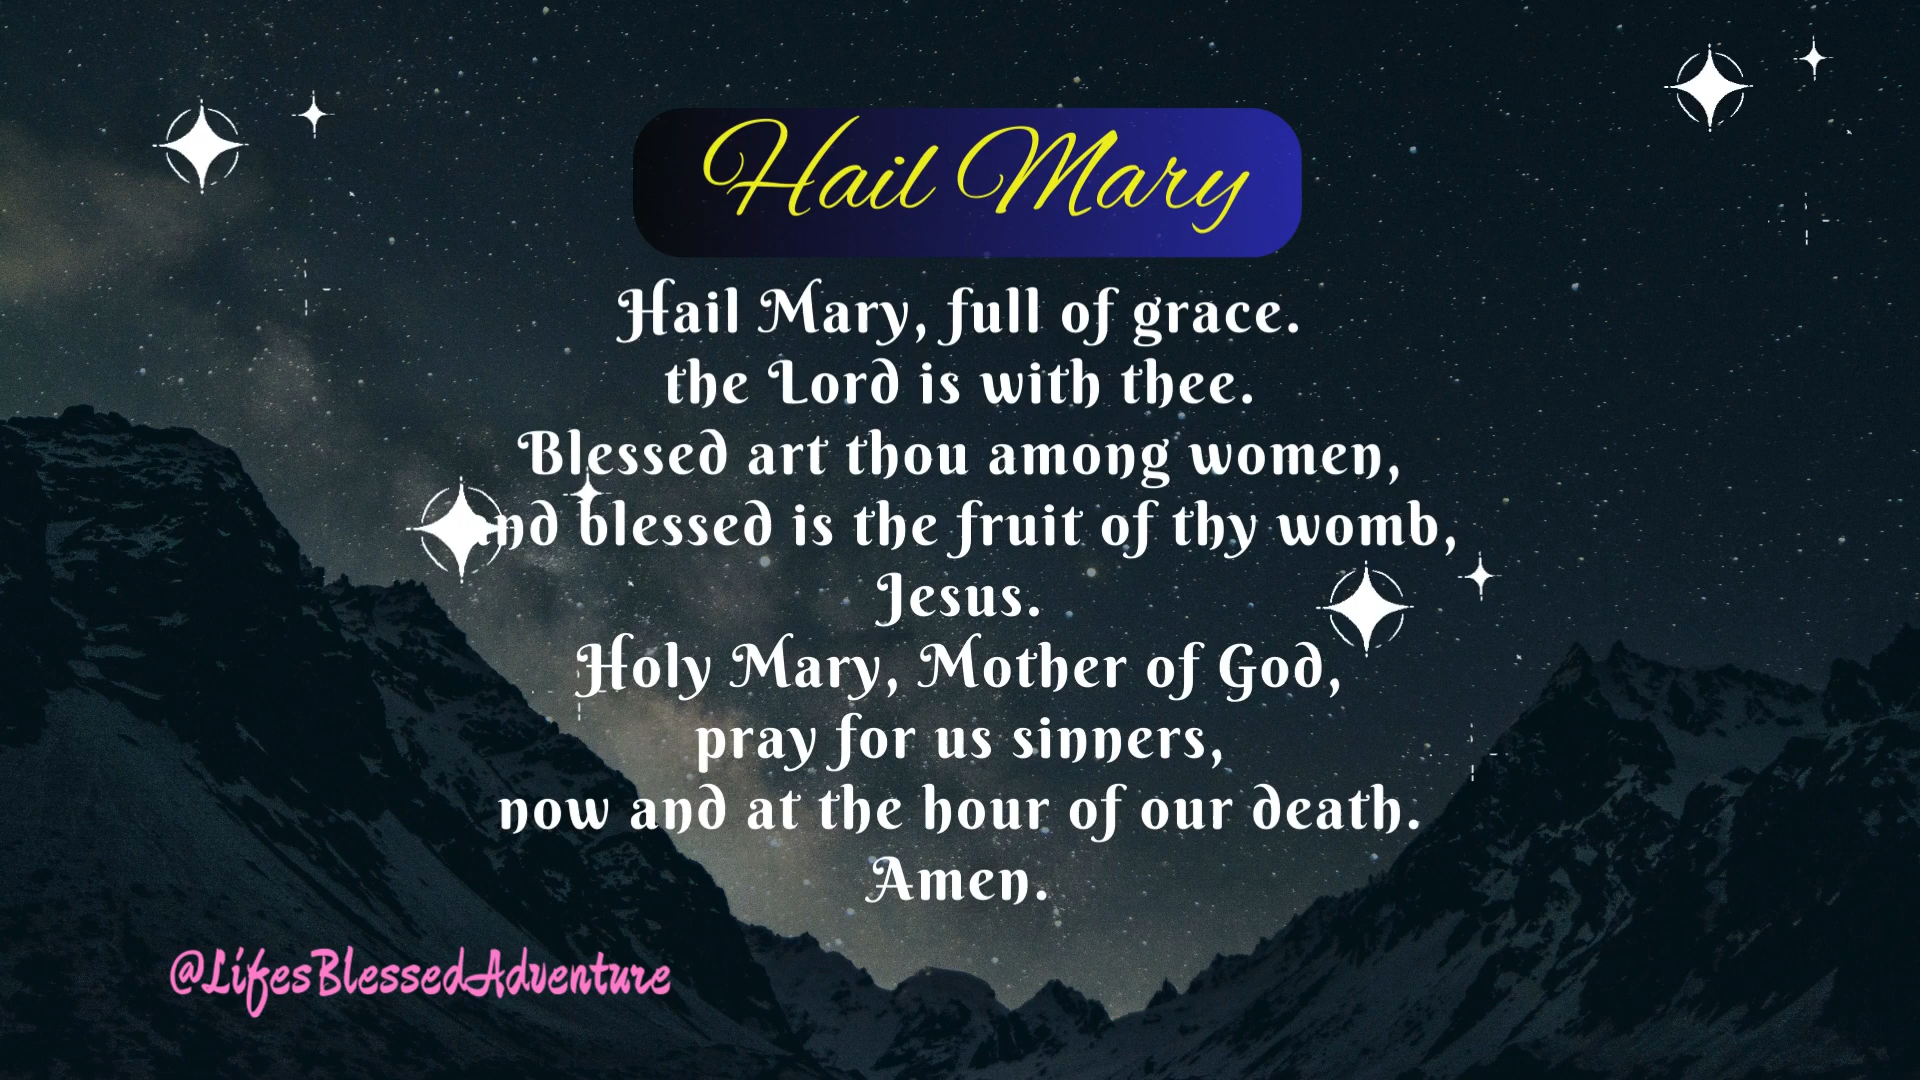 Hail Mary
Hail Mary, full of grace.
the Lord is with thee.
Blessed art thou among women,
blessed is the fruit of thy womb,
Jesus.
Holy Mary, Mother of God,
pray for us sinners,
now and at the hour of our death.
Amen.
@LifesBlessedAdventure